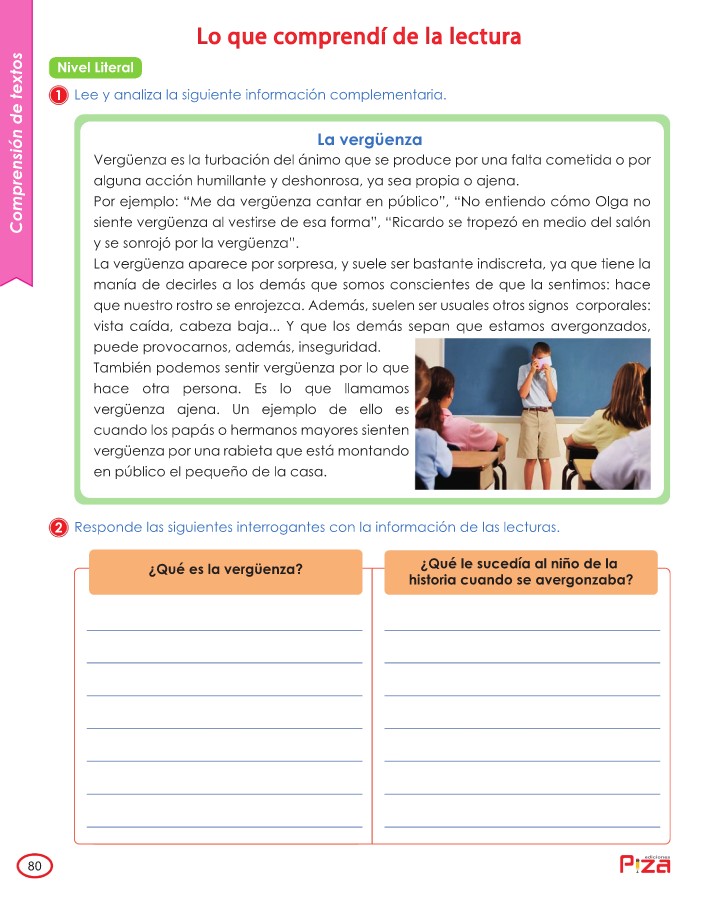 Lo que comprendí de la lectura
Comprensión de textos
Nivel Literal
1 Lee y analiza la siguiente información complementaria.
La vergüenza
Vergüenza es la turbación del ánimo que se produce por una falta cometida o por
alguna acción humillante y deshonrosa, ya sea propia o ajena.
Por ejemplo: “Me da vergüenza cantar en público”, “No entiendo cómo Olga no
siente vergüenza al vestirse de esa forma”, “Ricardo se tropezó en medio del salón
y se sonrojó por la vergüenza”.
La vergüenza aparece por sorpresa, y suele ser bastante indiscreta, ya que tiene la
manía de decirles a los demás que somos conscientes de que la sentimos: hace
que nuestro rostro se enrojezca. Además, suelen ser usuales otros signos corporales:
vista caída, cabeza baja... Y que los demás sepan que estamos avergonzados,
puede provocarnos, además, inseguridad.
También podemos sentir vergüenza por lo que
hace otra persona. Es lo que llamamos
vergüenza ajena. Un ejemplo de ello es
cuando los papás o hermanos mayores sienten
vergüenza por una rabieta que está montando
en público el pequeño de la casa.
2 Responde las siguientes interrogantes con la información de las lecturas.
¿Qué es la vergüenza?
¿Qué le sucedía al niño de la
historia cuando se avergonzaba?
80
ediciones
Piza